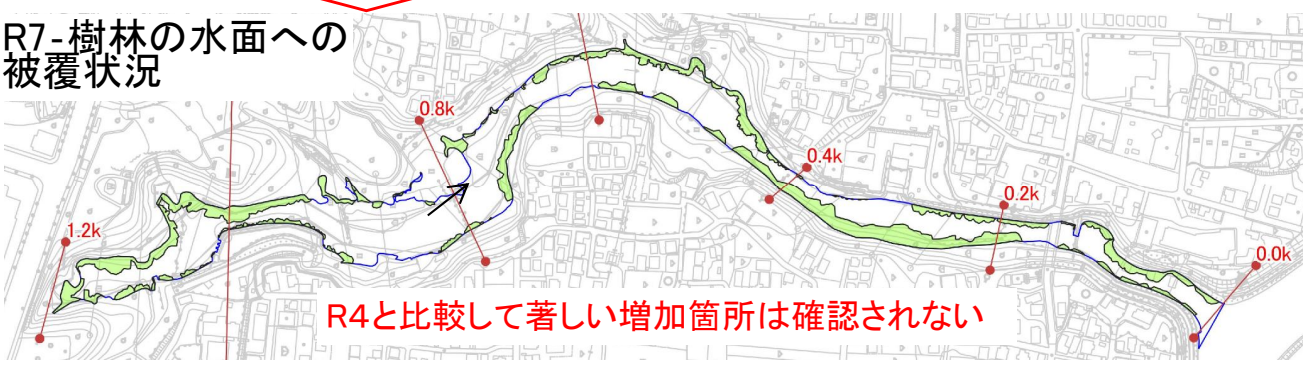 R7-樹林の水面への
被覆状況
0.8k
0.4k
0.2k
1.2k
0.0k
R4と比較して著しい増加箇所は確認されない